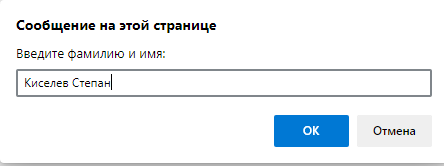 Сообщение на этой странице
Введите фамилию и имя:
Киселев Степан
OK
Отмена